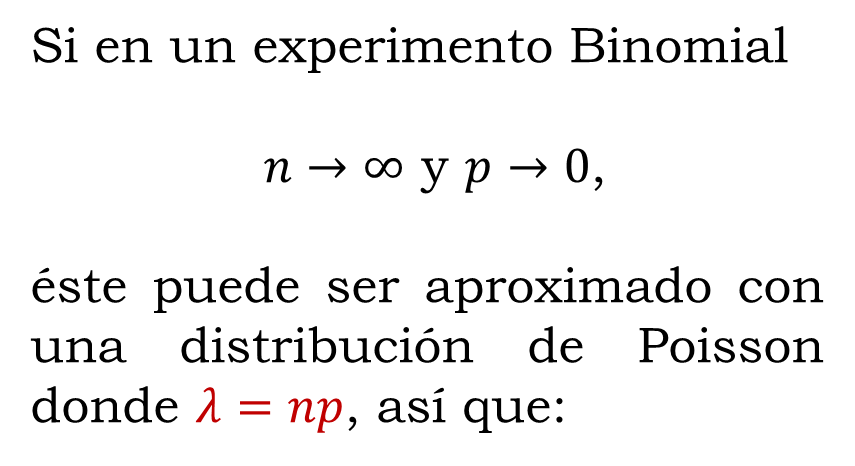 Si en un experimento Binomial
n → ∞ y p → 0,
éste puede ser aproximado con
una distribución de Poisson
donde λ = np, así que: